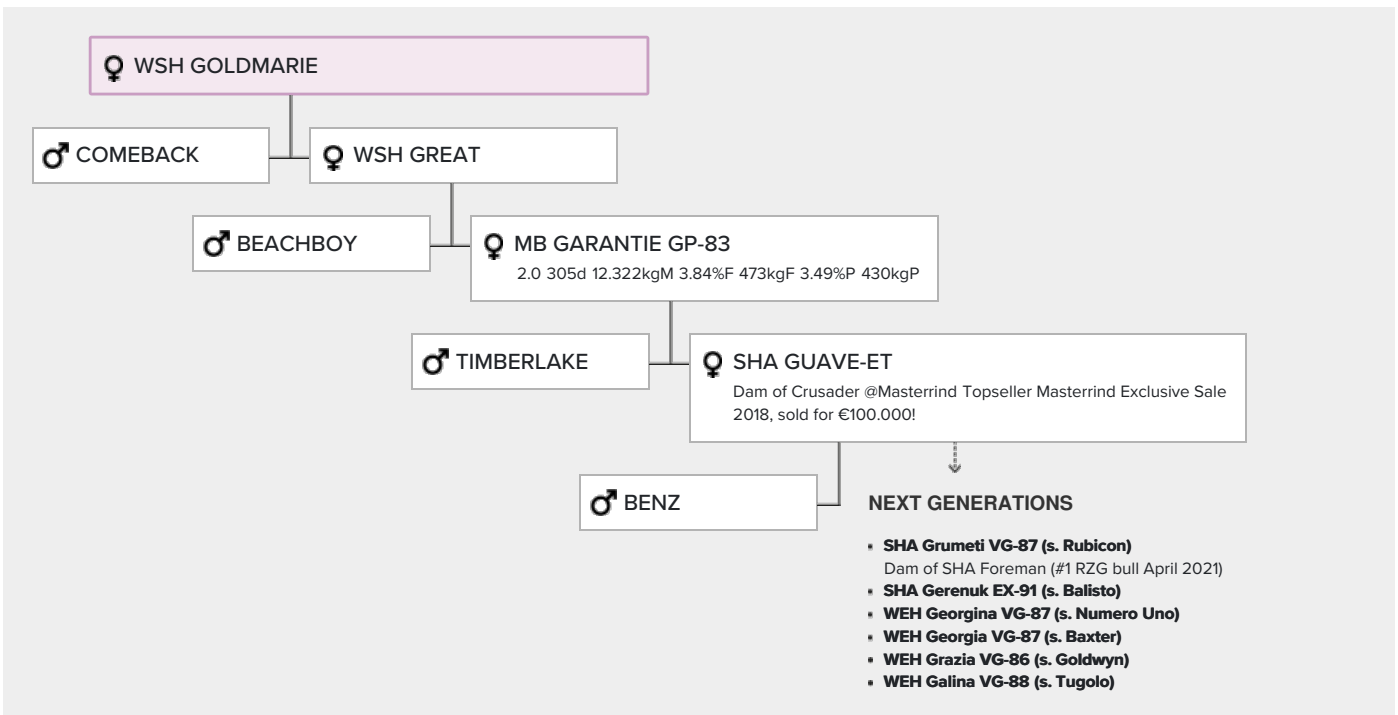 WSH GOLDMARIE
COMEBACK
WSH GREAT
BEACHBOY
MB GARANTIE GP-83
2.0 305d 12.322kgM 3.84%F 473kgF 3.49%P 430kgP
TIMBERLAKE
SHA GUAVE-ET
Dam of Crusader @Masterrind Topseller Masterrind Exclusive Sale
2018, sold for €100.000!
BENZ
NEXT GENERATIONS
SHA Grumeti VG-87 (s. Rubicon)
Dam of SHA Foreman (#1 RZG bull April 2021)
SHA Gerenuk EX-91 (s. Balisto)
WEH Georgina VG-87 (s. Numero Uno)
WEH Georgia VG-87 (s. Baxter)
WEH Grazia VG-86 (s. Goldwyn)
WEH Galina VG-88 (s. Tugolo)